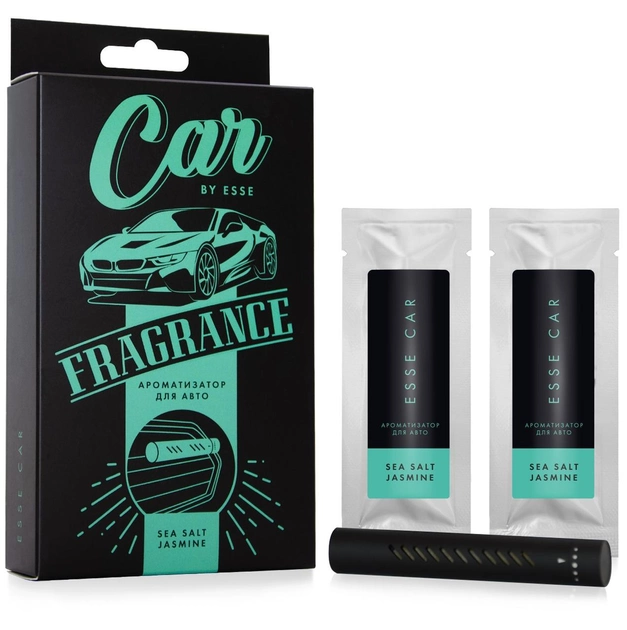 Car
BY ESSE
FRAGRANCE
АРОМАТИЗАТОР
ДЛЯ АВТО
SEA SALT
JASMINE
ESSE CAR
ESSE CAR
АРОМАТИЗАТОР
ДЛЯ АВТО
SEA SALT
JASMINE
ESSE CAR
АРОМАТИЗАТОР
ДЛЯ АВТО
SEA SALT
JASMINE